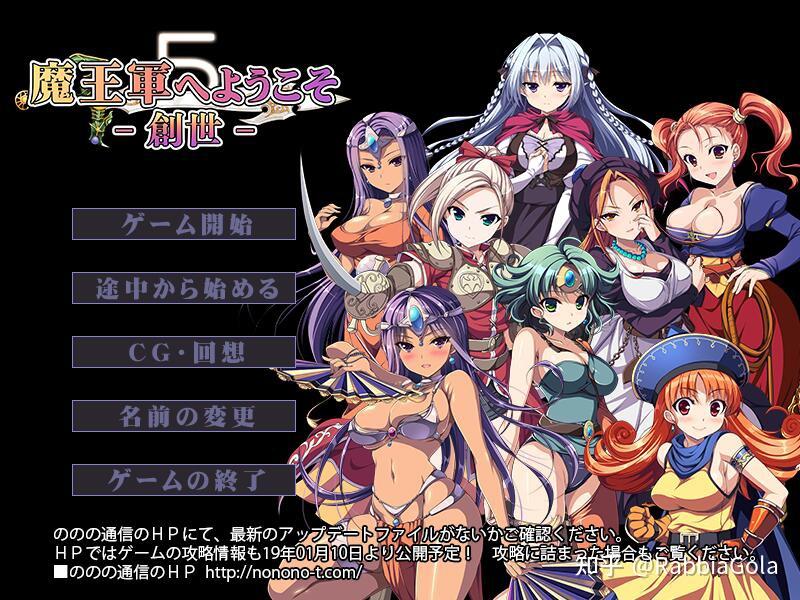 魔王軍へようこそ5
- 創世 -
ゲーム開始
途中から始める
CG・回想
名前の変更
ゲームの終了
ののの通信のHPにて、最新のアップデートファイルがないかご確認ください。
HPではゲームの攻略情報も19年01月10日より公開予定！ 攻略に詰まった場合もご覧ください。
■ののの通信のHP http://nonono-t.com/
知乎 @RabbiaGola